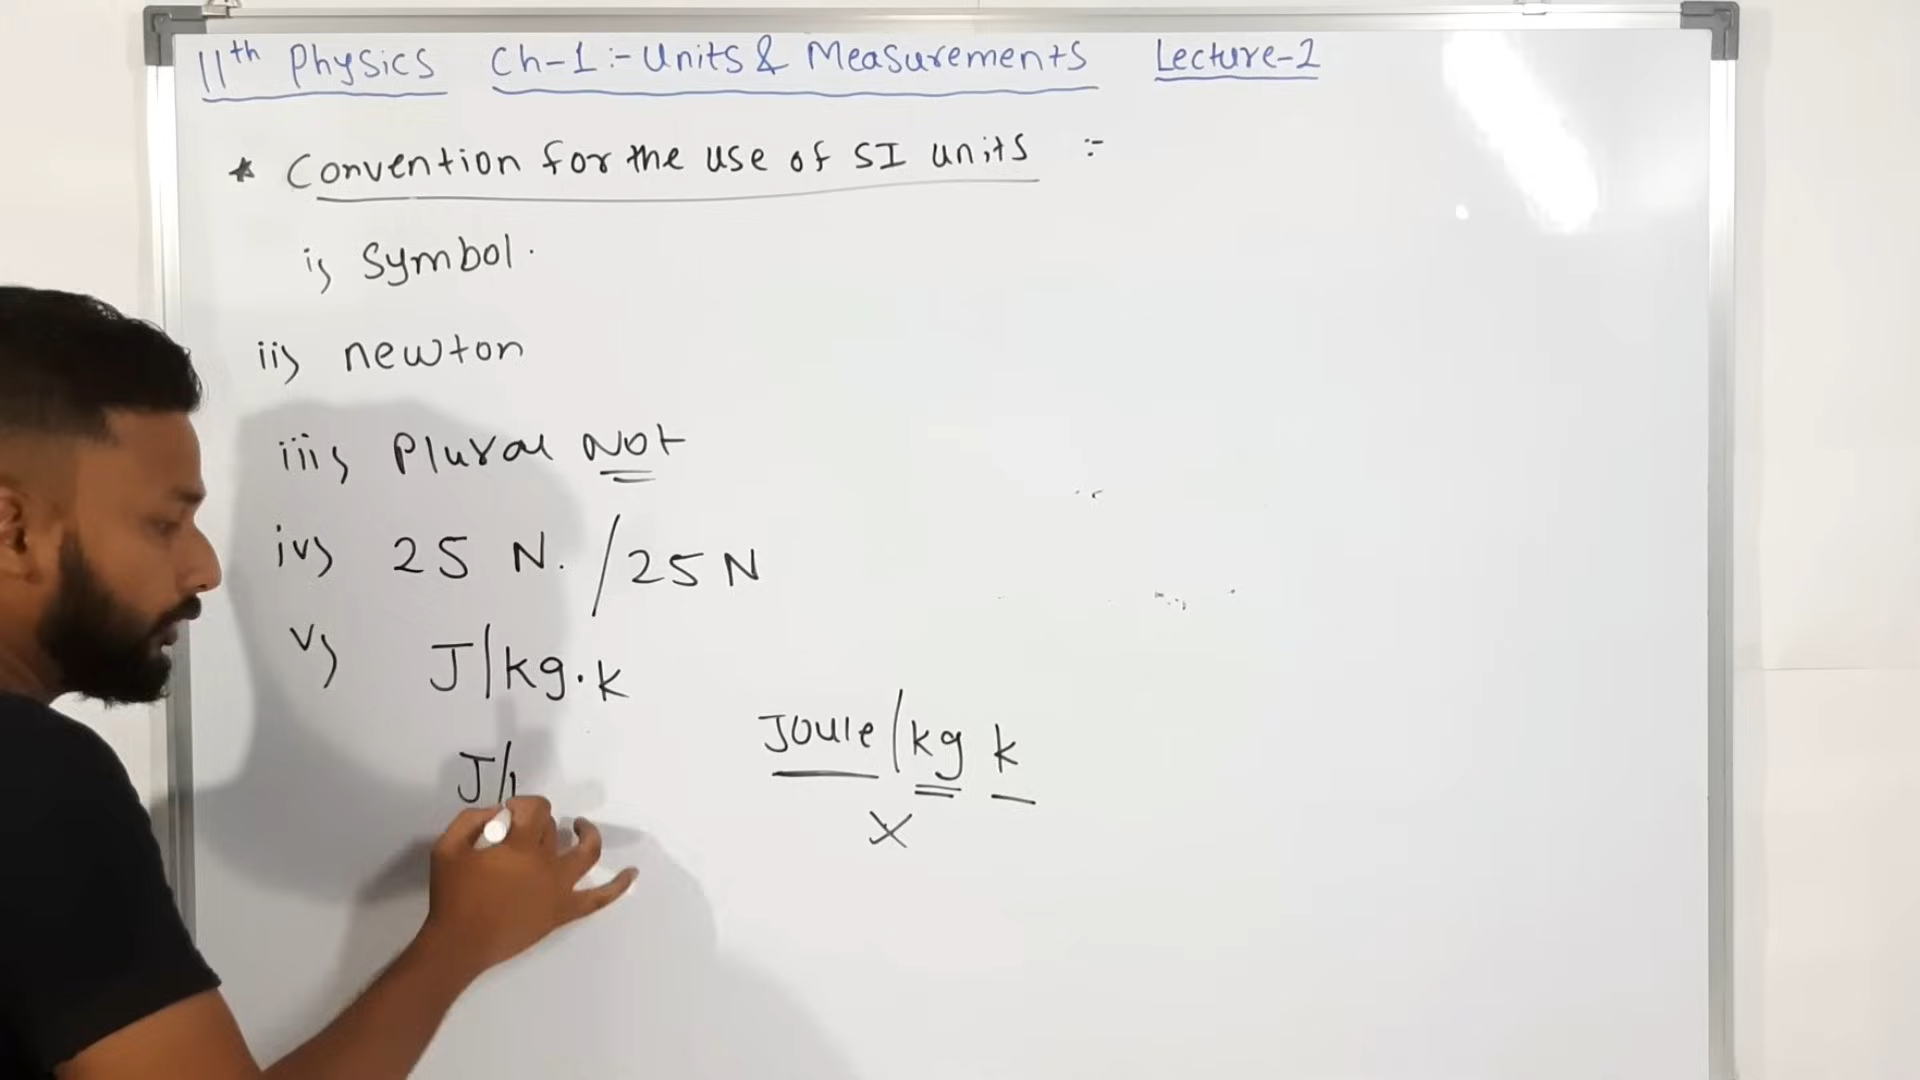 11th Physics Ch-1:- Units & Measurements Lecture-2
* Convention for the use of SI units :-
i) Symbol.
ii) newton
iii) Plural Not
iv) 25 N. / 25 N
v) J/kg.k
Joule/kg k
J/
x